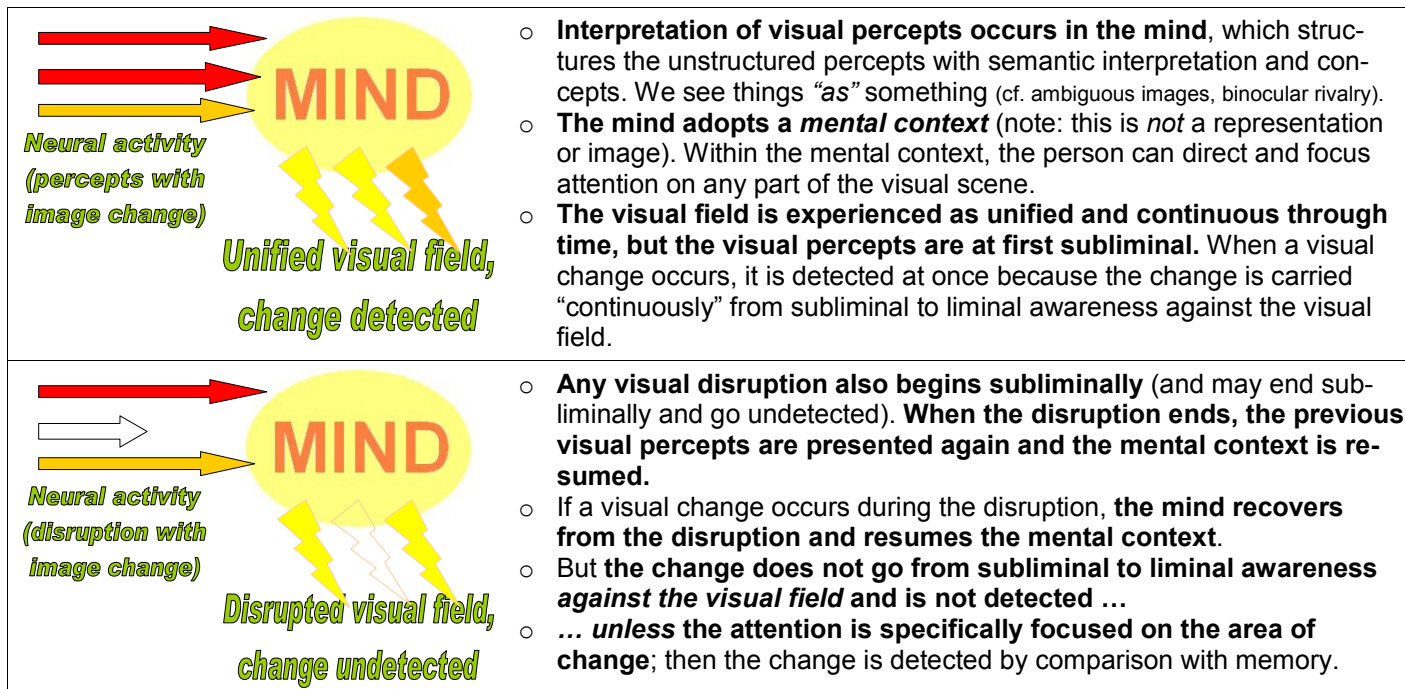 MIND
Neural activity
(percepts with
image change)
Unified visual field,
change detected
o Interpretation of visual percepts occurs in the mind, which struc-
tures the unstructured percepts with semantic interpretation and con-
cepts. We see things “as” something (cf. ambiguous images, binocular rivalry).
o The mind adopts a mental context (note: this is not a representation
or image). Within the mental context, the person can direct and focus
attention on any part of the visual scene.
o The visual field is experienced as unified and continuous through
time, but the visual percepts are at first subliminal. When a visual
change occurs, it is detected at once because the change is carried
“continuously” from subliminal to liminal awareness against the visual
field.
MIND
Neural activity
(disruption with
image change)
Disrupted visual field,
change undetected
o Any visual disruption also begins subliminally (and may end sub-
liminally and go undetected). When the disruption ends, the previous
visual percepts are presented again and the mental context is re-
sumed.
o If a visual change occurs during the disruption, the mind recovers
from the disruption and resumes the mental context.
o But the change does not go from subliminal to liminal awareness
against the visual field and is not detected …
o … unless the attention is specifically focused on the area of
change; then the change is detected by comparison with memory.